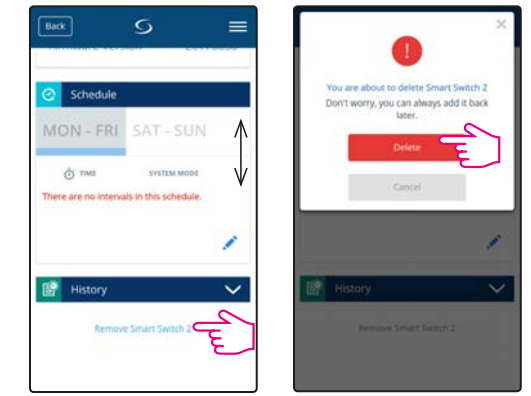 Back
Schedule
MON - FRI SAT - SUN
TIME SYSTEM MODE
There are no intervals in this schedule.
History
Remove Smart Switch 2
You are about to delete Smart Switch 2
Don't worry, you can always add it back
later.
Delete
Cancel
History
Remove Smart Switch 2